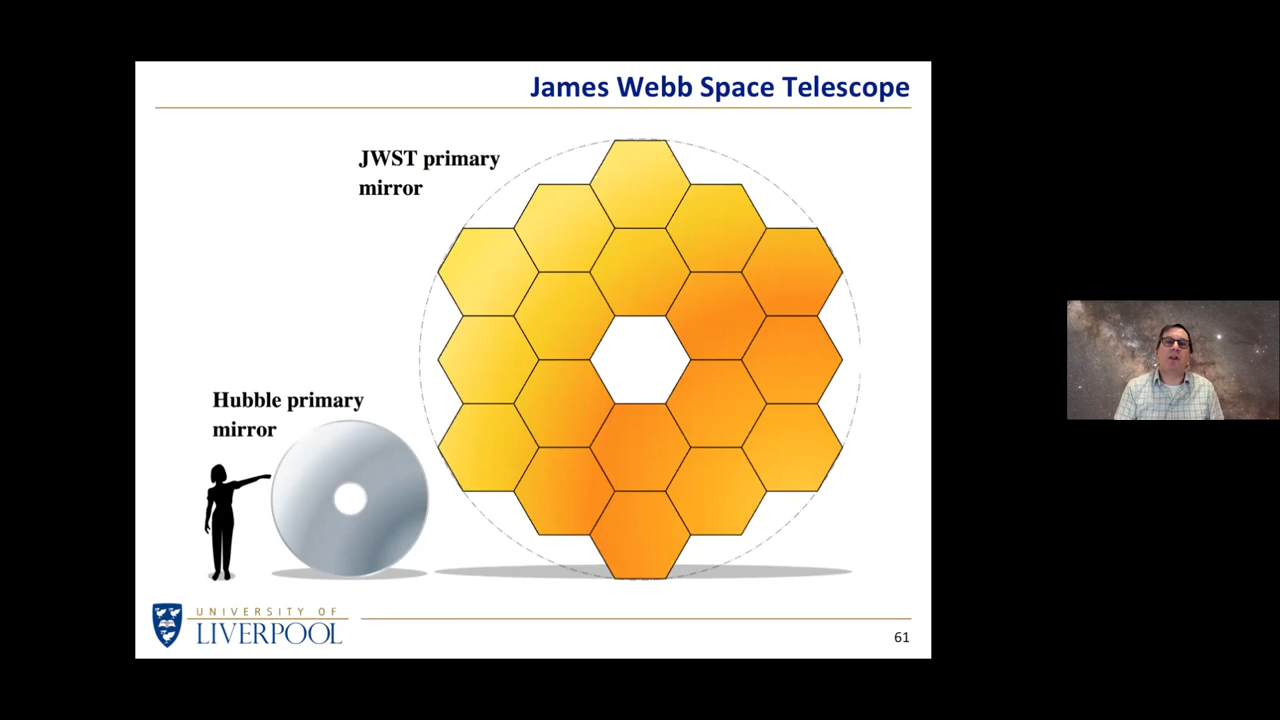 James Webb Space Telescope
JWST primary
mirror
Hubble primary
mirror
UNIVERSITY OF
LIVERPOOL
61